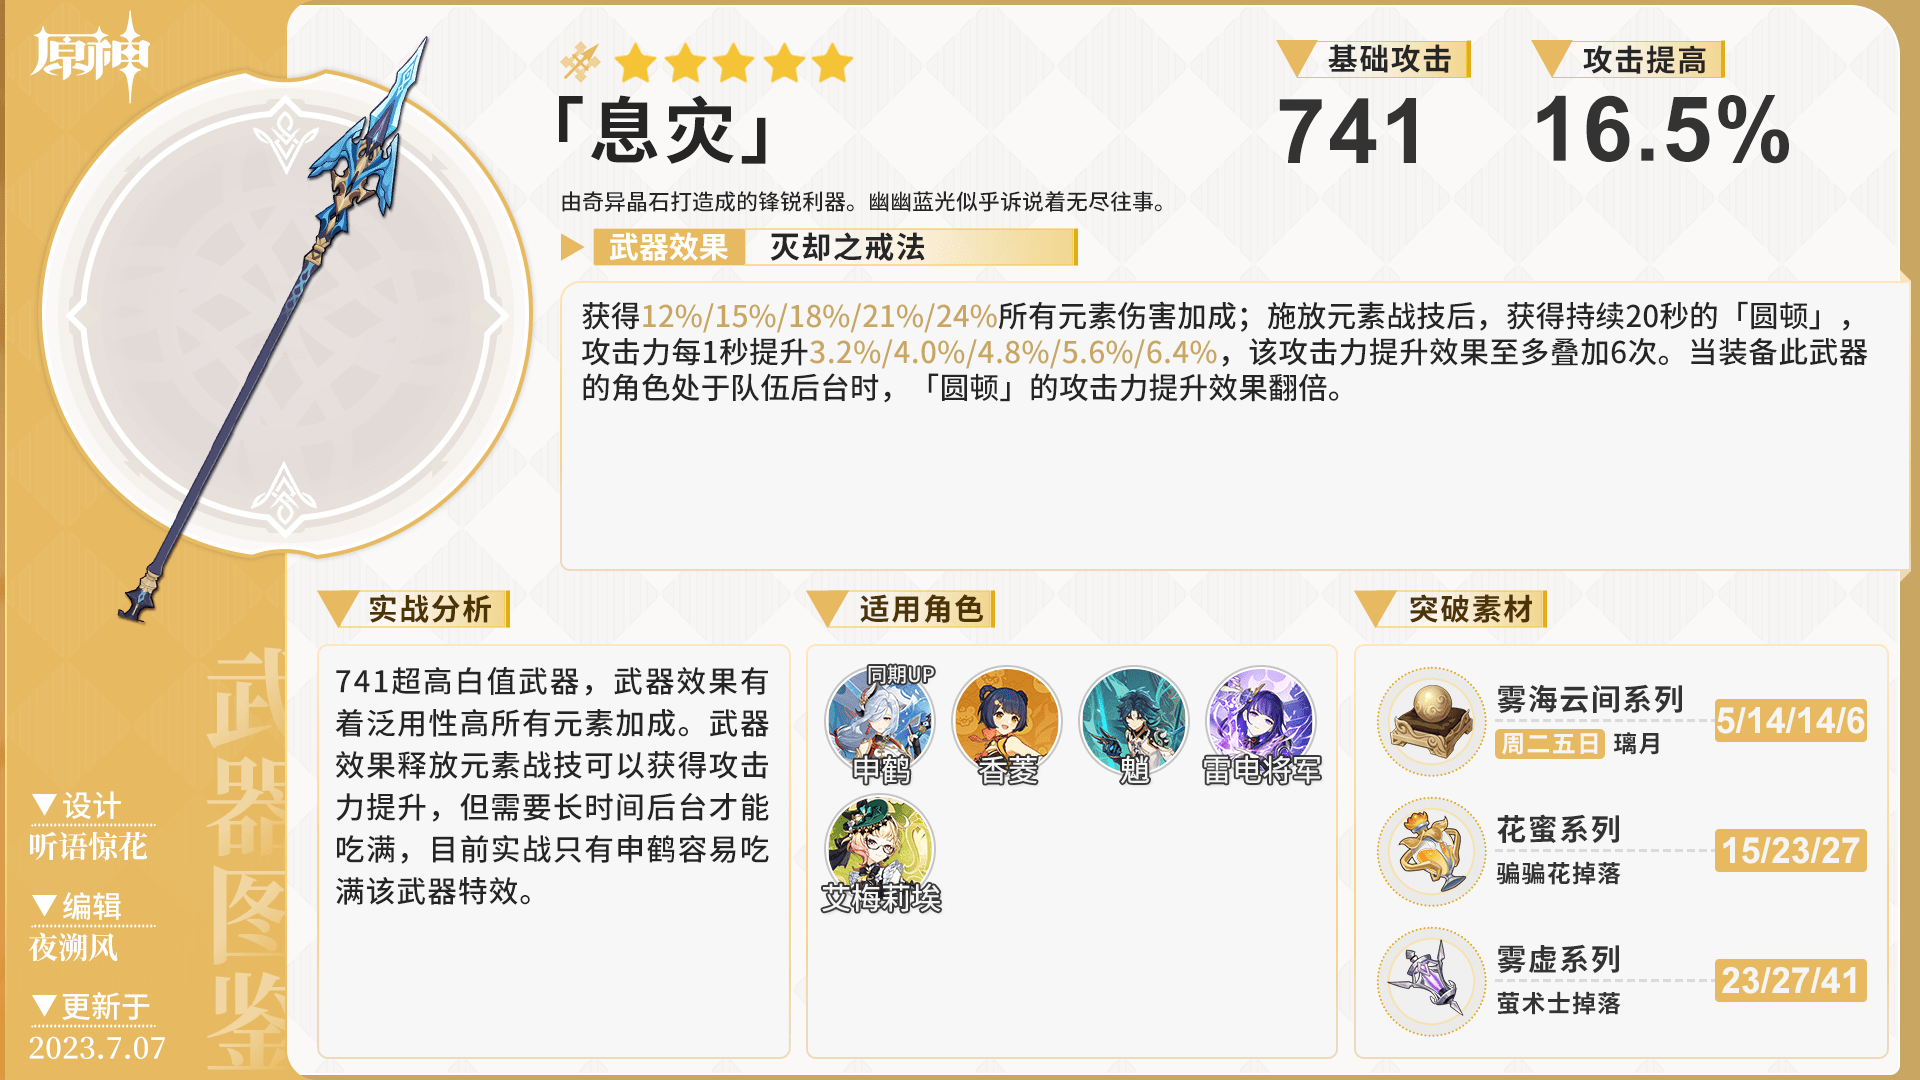 原神
「息灾」
由奇异晶石打造成的锋锐利器。幽幽蓝光似乎诉说着无尽往事。
基础攻击
741
攻击提高
16.5%
武器效果
灭却之戒法
获得12%/15%/18%/21%/24%所有元素伤害加成；施放元素战技后，获得持续20秒的「圆顿」，
攻击力每1秒提升3.2%/4.0%/4.8%/5.6%/6.4%，该攻击力提升效果至多叠加6次。当装备此武器
的角色处于队伍后台时，「圆顿」的攻击力提升效果翻倍。
实战分析
741超高白值武器，武器效果有
着泛用性高所有元素加成。武器
效果释放元素战技可以获得攻击
力提升，但需要长时间后台才能
吃满，目前实战只有申鹤容易吃
满该武器特效。
适用角色
同期UP
申鹤
香菱
魈
雷电将军
艾梅莉埃
突破素材
雾海云间系列
周二五日 璃月
5/14/14/6
花蜜系列
骗骗花掉落
15/23/27
雾虚系列
萤术士掉落
23/27/41
武器图鉴
▼设计
听语惊花
▼编辑
夜溯风
▼更新于
2023.7.07